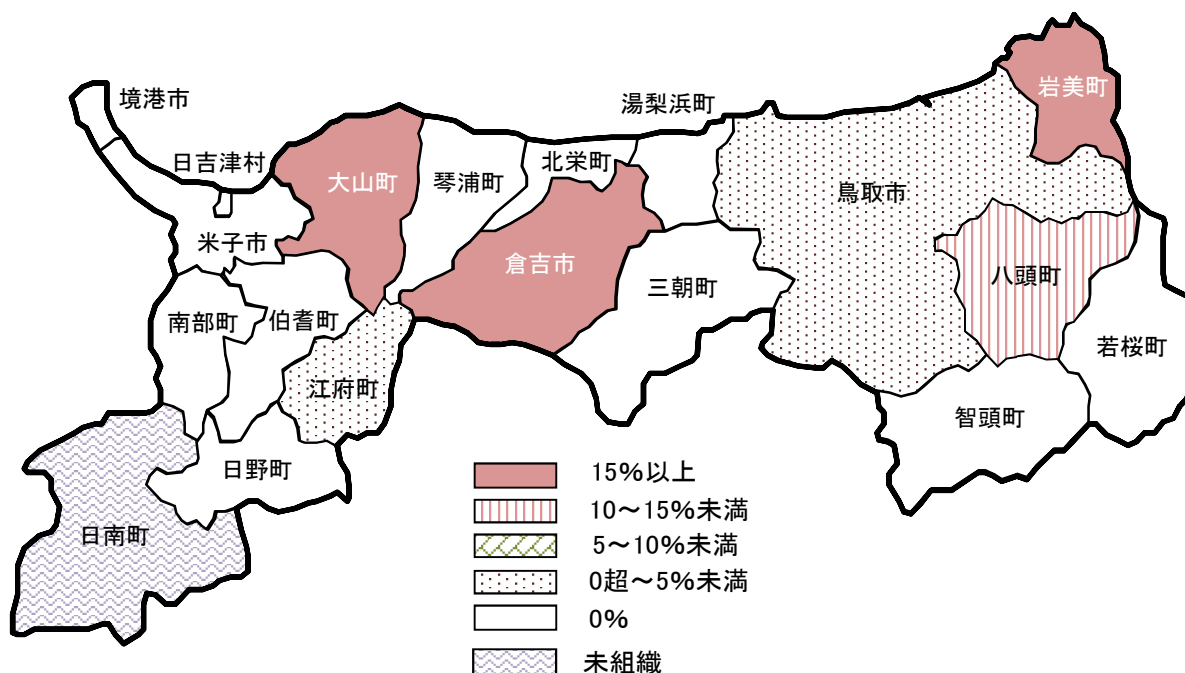 境港市
日吉津村
大山町
琴浦町
北栄町
湯梨浜町
岩美町
鳥取市
米子市
倉吉市
三朝町
八頭町
南部町
伯耆町
若桜町
江府町
智頭町
日野町
日南町
15%以上
10～15%未満
5～10%未満
0超～5%未満
0%
未組織